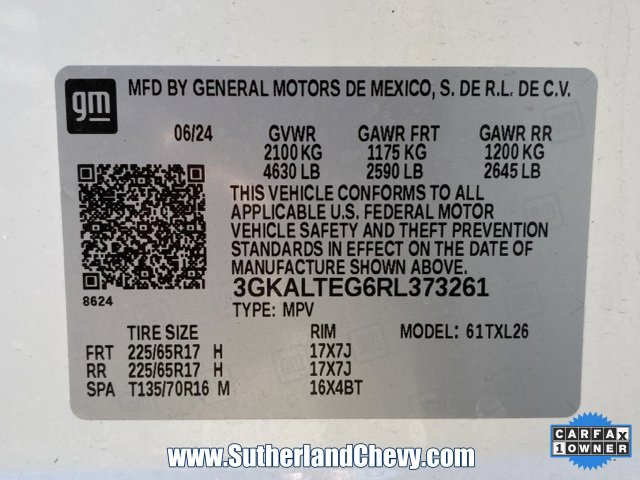 gm MFD BY GENERAL MOTORS DE MEXICO, S. DE R.L. DE C.V.
06/24 GVWR GAWR FRT GAWR RR
2100 KG 1175 KG 1200 KG
4630 LB 2590 LB 2645 LB
THIS VEHICLE CONFORMS TO ALL
APPLICABLE U.S. FEDERAL MOTOR
VEHICLE SAFETY AND THEFT PREVENTION
STANDARDS IN EFFECT ON THE DATE OF
MANUFACTURE SHOWN ABOVE.
8624 3GKALTEG6RL373261
TYPE: MPV
TIRE SIZE RIM MODEL: 61TXL26
FRT 225/65R17 H 17X7J
RR 225/65R17 H 17X7J
SPA T135/70R16 M 16X4BT
www.SutherlandChevy.com
CARFAX
1 OWNER